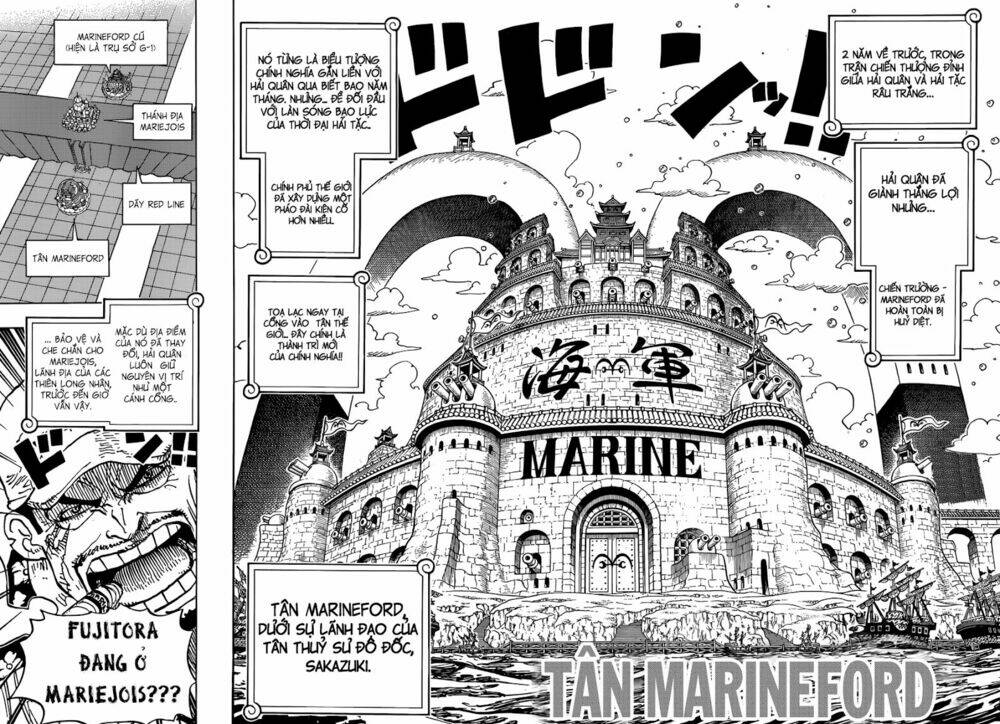 2 NĂM VỀ TRƯỚC, TRONG
TRẬN CHIẾN THƯỢNG ĐỈNH
GIỮA HẢI QUÂN VÀ HẢI TẶC
RÂU TRẮNG...
HẢI QUÂN ĐÃ
GIÀNH THẮNG LỢI
NHƯNG...
CHIẾN TRƯỜNG -
MARINEFORD ĐÃ
HOÀN TOÀN BỊ
HUỶ DIỆT.
ドドンッ!!
NÓ TỪNG LÀ BIỂU TƯỢNG
CHÍNH NGHĨA GẮN LIỀN VỚI
HẢI QUÂN QUA BIẾT BAO NĂM
THÁNG. NHƯNG... ĐỂ ĐỐI ĐẦU
VỚI LÀN SÓNG BẠO LỰC
CỦA THỜI ĐẠI HẢI TẶC..
CHÍNH PHỦ THẾ GIỚI
ĐÃ XÂY DỰNG MỘT
PHÁO ĐÀI KIÊN CỐ
HƠN NHIỀU.
TỌA LẠC NGAY TẠI
CỔNG VÀO TÂN THẾ
GIỚI... ĐÂY CHÍNH LÀ
THÀNH TRÌ MỚI
CỦA CHÍNH NGHĨA!!
海軍
MARINE
TÂN MARINEFORD,
DƯỚI SỰ LÃNH ĐẠO CỦA
TÂN THUỶ SƯ ĐÔ ĐỐC,
SAKAZUKI.
TÂN MARINEFORD
MARINEFORD CŨ
(HIỆN LÀ TRỤ SỞ G-1)
THÁNH ĐỊA
MARIEJOIS
DÃY RED LINE
TÂN MARINEFORD
MẶC DÙ ĐỊA ĐIỂM
CỦA NÓ ĐÃ THAY
ĐỔI, HẢI QUÂN
LUÔN GIỮ
NGUYÊN VỊ TRÍ
NHƯ MỘT
CÁNH CỔNG..
... BẢO VỆ VÀ
CHE CHẮN CHO
MARIEJOIS,
LÃNH ĐỊA CỦA CÁC
THIÊN LONG NHÂN,
TRƯỚC ĐẾN GIỜ
VẪN VẬY.
FUJITORA
ĐANG Ở
MARIEJOIS???